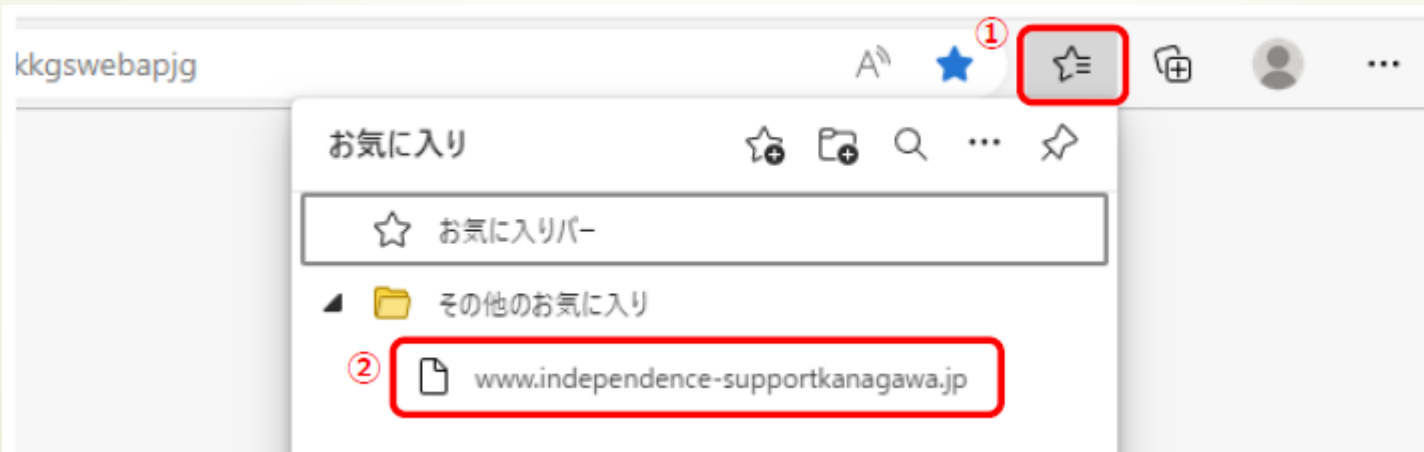 ①
kkgswebapjg
お気に入り
お気に入りバー
その他のお気に入り
② www.independence-supportkanagawa.jp